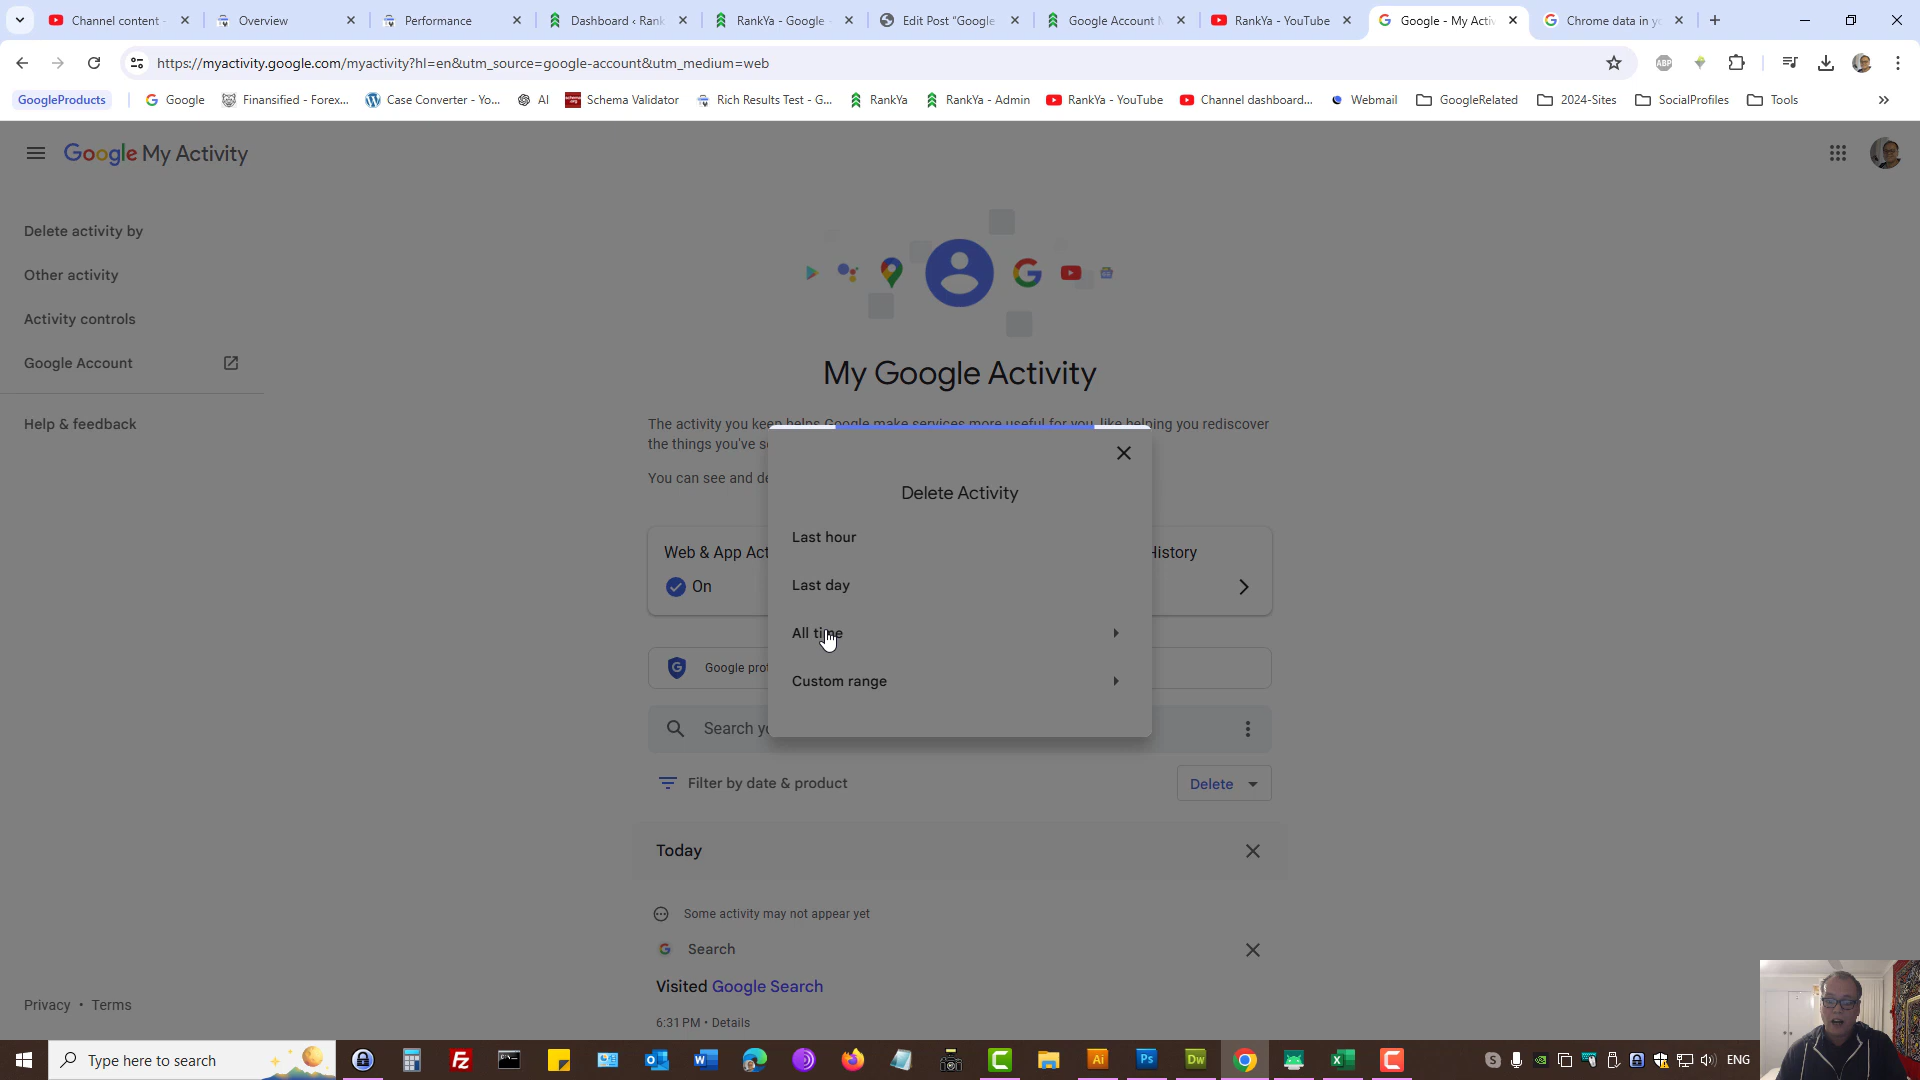 Channel content -
Overview
Performance
Dashboard ‹ Rank
RankYa - Google
Edit Post "Google
Google Account M
RankYa - YouTube
Google - My Activ
Chrome data in yo
https://myactivity.google.com/myactivity?hl=en&utm_source=google-account&utm_medium=web
ABP
GoogleProducts
Google
Finansified - Forex...
Case Converter - Yo...
AI
Schema Validator
Rich Results Test - G...
RankYa
RankYa - Admin
RankYa - YouTube
Channel dashboard...
Webmail
GoogleRelated
2024-Sites
SocialProfiles
Tools
Google My Activity
Delete activity by
Other activity
Activity controls
Google Account
Help & feedback
My Google Activity
The activity you keep helps Google make services more useful for you, like helping you rediscover
the things you've s
You can see and de
Delete Activity
Last hour
Last day
All time
Custom range
Web & App Act
On
History
Google prot
Search yo
Filter by date & product
Delete
Today
Some activity may not appear yet
Search
Visited Google Search
6:31 PM • Details
Privacy • Terms
Type here to search
ENG